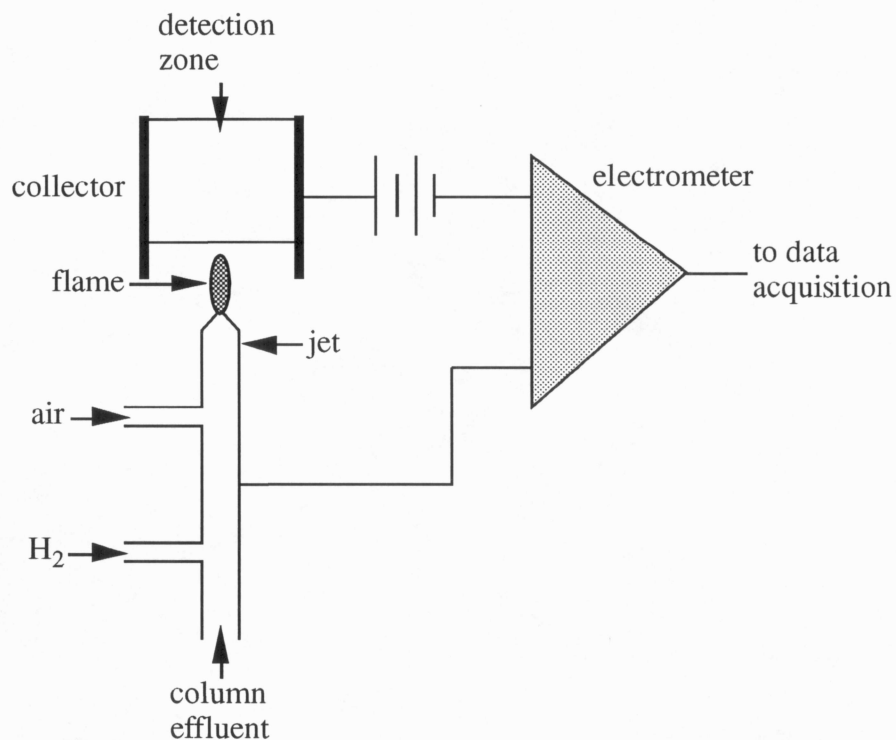 detection
zone
collector
electrometer
to data
acquisition
flame
jet
air
H₂
column
effluent